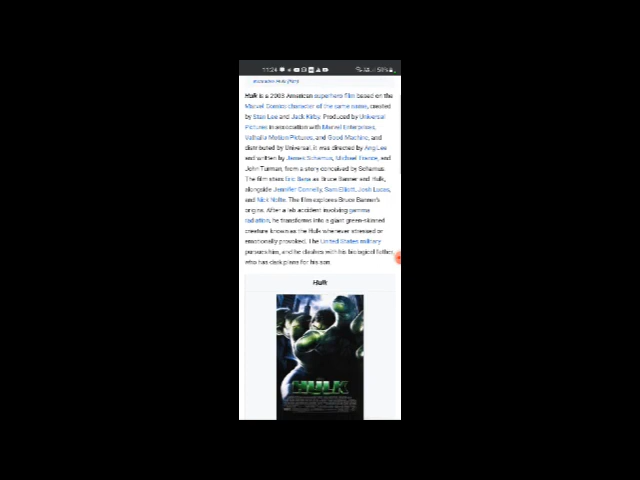 11:24
50%
Hulk is a 2003 American superhero film based on the
Marvel Comics character of the same name, created
by Stan Lee and Jack Kirby. Produced by Universal
Pictures in association with Marvel Enterprises,
Valhalla Motion Pictures, and Good Machine, and
distributed by Universal, it was directed by Ang Lee
and written by James Schamus, Michael France, and
John Turman, from a story conceived by Schamus.
The film stars Eric Bana as Bruce Banner and Hulk,
alongside Jennifer Connelly, Sam Elliott, Josh Lucas,
and Nick Nolte. The film explores Bruce Banner's
origins. After a lab accident involving gamma
radiation, he transforms into a giant green-skinned
creature known as the Hulk whenever stressed or
emotionally provoked. The United States military
pursues him, and he clashes with his biological father,
who has dark plans for his son.
Hulk
HULK